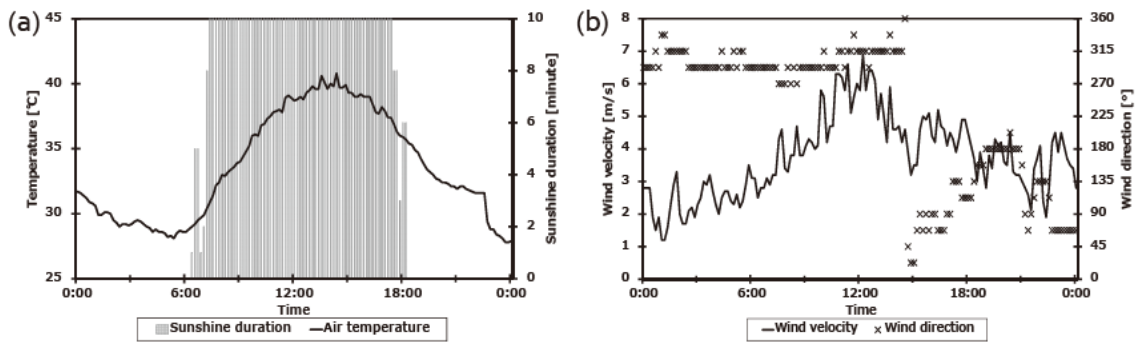 (a)
45
40
35
30
25
Temperature [℃]
10
8
6
4
2
0
Sunshine duration [minute]
0:00 6:00 12:00 18:00 0:00
Time
Sunshine duration Air temperature
(b)
8
7
6
5
4
3
2
1
0
Wind velocity [m/s]
360
315
270
225
180
135
90
45
0
Wind direction [°]
0:00 6:00 12:00 18:00 0:00
Time
Wind velocity Wind direction